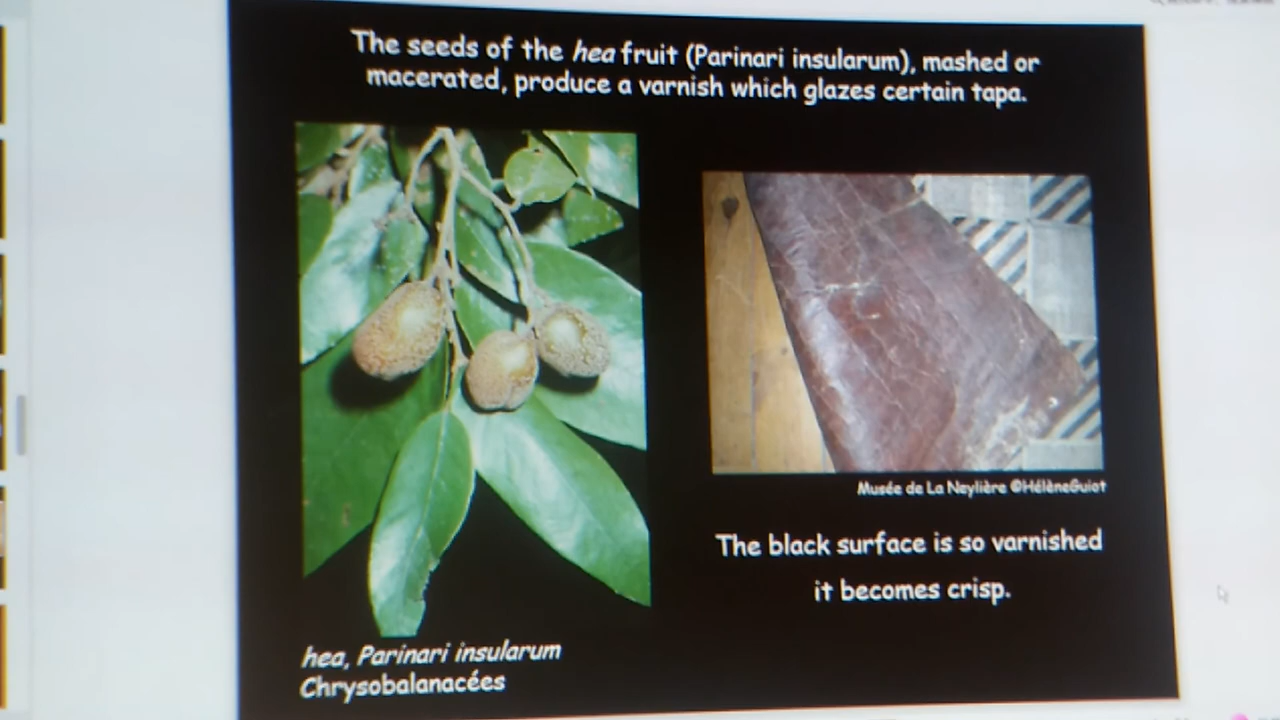 The seeds of the hea fruit (Parinari insularum), mashed or
macerated, produce a varnish which glazes certain tapa.
Musée de La Neylière ©HélèneGuiot
The black surface is so varnished
it becomes crisp.
hea, Parinari insularum
Chrysobalanacées